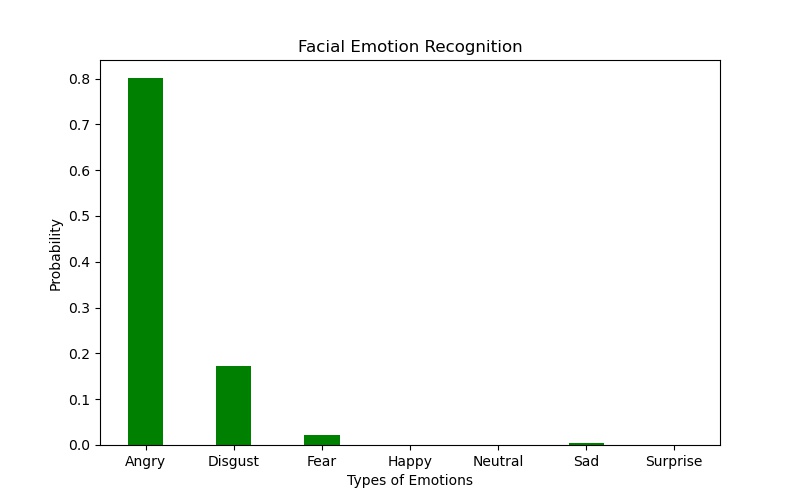 Facial Emotion Recognition
0.8
0.7
0.6
0.5
0.4
0.3
0.2
0.1
0.0
Probability
Angry Disgust Fear Happy Neutral Sad Surprise
Types of Emotions